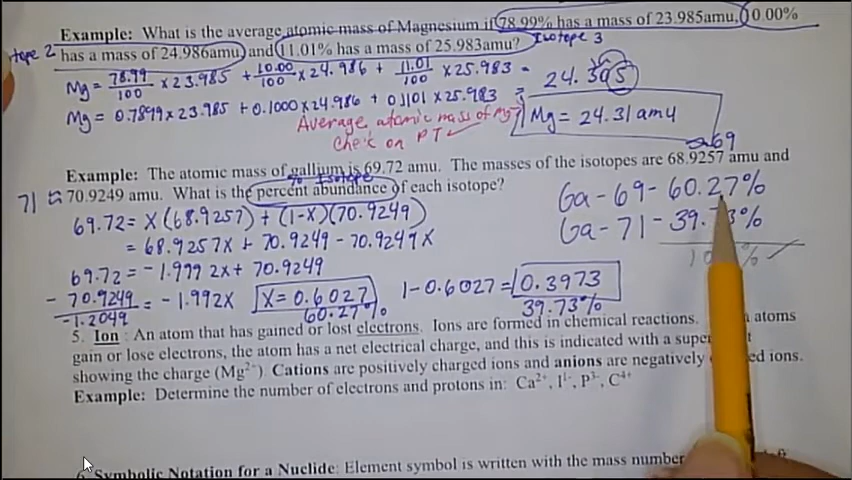 Example: What is the average atomic mass of Magnesium if 78.99% has a mass of 23.985amu, 10.00%
tope 2 has a mass of 24.986amu and 11.01% has a mass of 25.983amu? Isotope 3
Mg = 78.99/100 × 23.985 + 10.00/100 × 24.986 + 11.01/100 × 25.983 = 24.305
Mg = 0.7899 × 23.985 + 0.1000 × 24.986 + 0.1101 × 25.983 =
Mg = 24.31 amu
Average atomic mass of Mg?
Check on PT
≈ 69
Example: The atomic mass of gallium is 69.72 amu. The masses of the isotopes are 68.9257 amu and
% isotope
71 ≈ 70.9249 amu. What is the percent abundance of each isotope?
69.72 = X(68.9257) + (1-X)(70.9249)
= 68.9257X + 70.9249 - 70.9249X
69.72 = -1.9992X + 70.9249
- 70.9249 = -1.992X
-1.2049
X = 0.6027
60.27%
1-0.6027 = 0.3973
39.73%
Ga - 69 - 60.27%
Ga - 71 - 39.73%
%
5. Ion: An atom that has gained or lost electrons. Ions are formed in chemical reactions. atoms
gain or lose electrons, the atom has a net electrical charge, and this is indicated with a
showing the charge (Mg²⁺). Cations are positively charged ions and anions are negatively ions.
Example: Determine the number of electrons and protons in: Ca²⁺, I¹⁻, P³⁻, C⁴⁺
6. Symbolic Notation for a Nuclide: Element symbol is written with the mass number